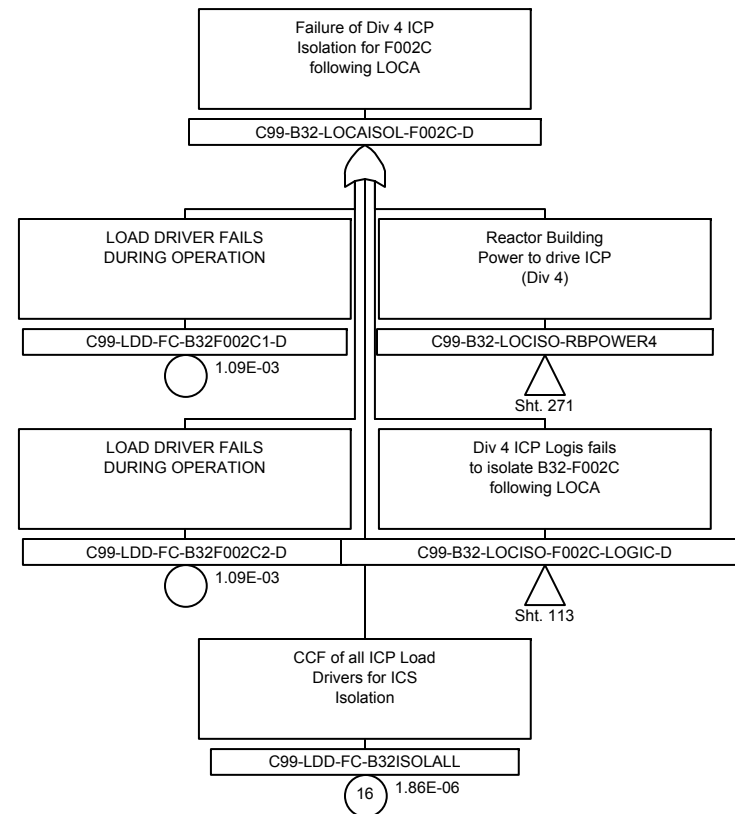 Failure of Div 4 ICP
Isolation for F002C
following LOCA
C99-B32-LOCAISOL-F002C-D
LOAD DRIVER FAILS
DURING OPERATION
C99-LDD-FC-B32F002C1-D
1.09E-03
Reactor Building
Power to drive ICP
(Div 4)
C99-B32-LOCISO-RBPOWER4
Sht. 271
LOAD DRIVER FAILS
DURING OPERATION
C99-LDD-FC-B32F002C2-D
1.09E-03
Div 4 ICP Logis fails
to isolate B32-F002C
following LOCA
C99-B32-LOCISO-F002C-LOGIC-D
Sht. 113
CCF of all ICP Load
Drivers for ICS
Isolation
C99-LDD-FC-B32ISOLALL
16
1.86E-06